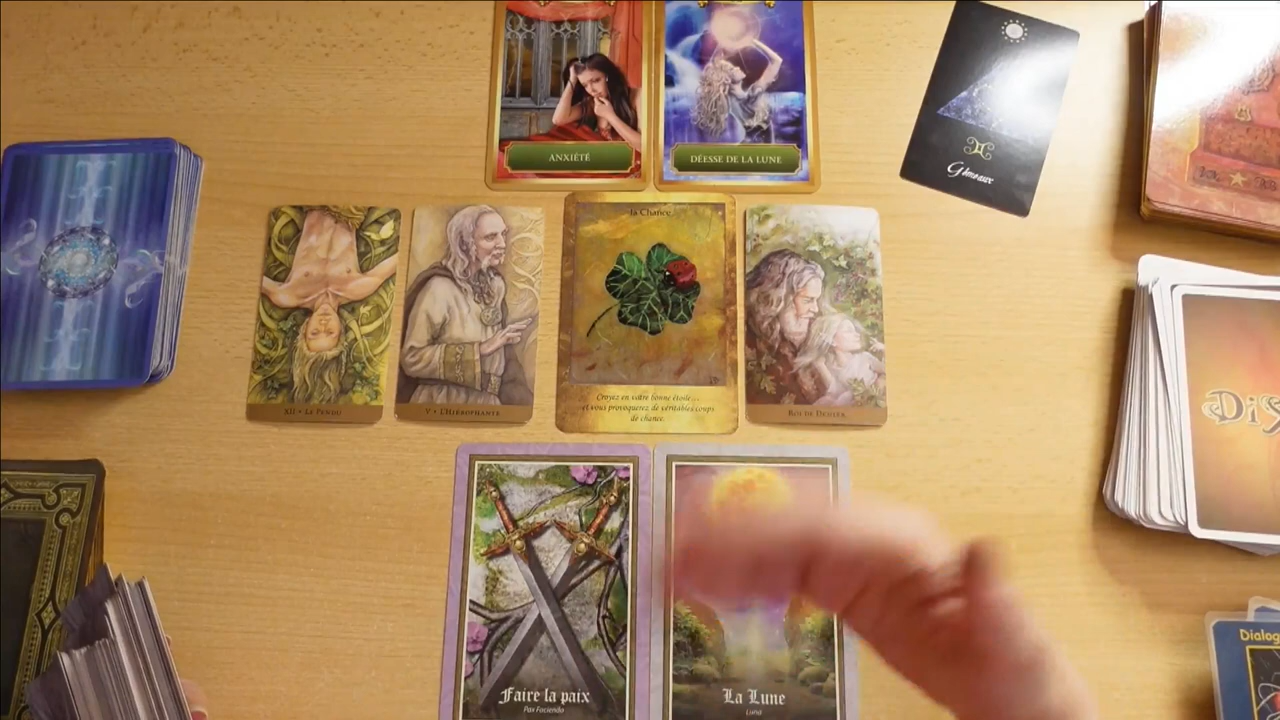 ANXIÉTÉ
DÉESSE DE LA LUNE
Gémeaux
XII • Le Pendu
V • L'Hiérophante
la Chance
Croyez en votre bonne étoile...
et vous provoquerez de véritables coups
de chance.
Roi de Denier
Faire la paix
Pax Faciendo
La Lune
Luna
Dialog